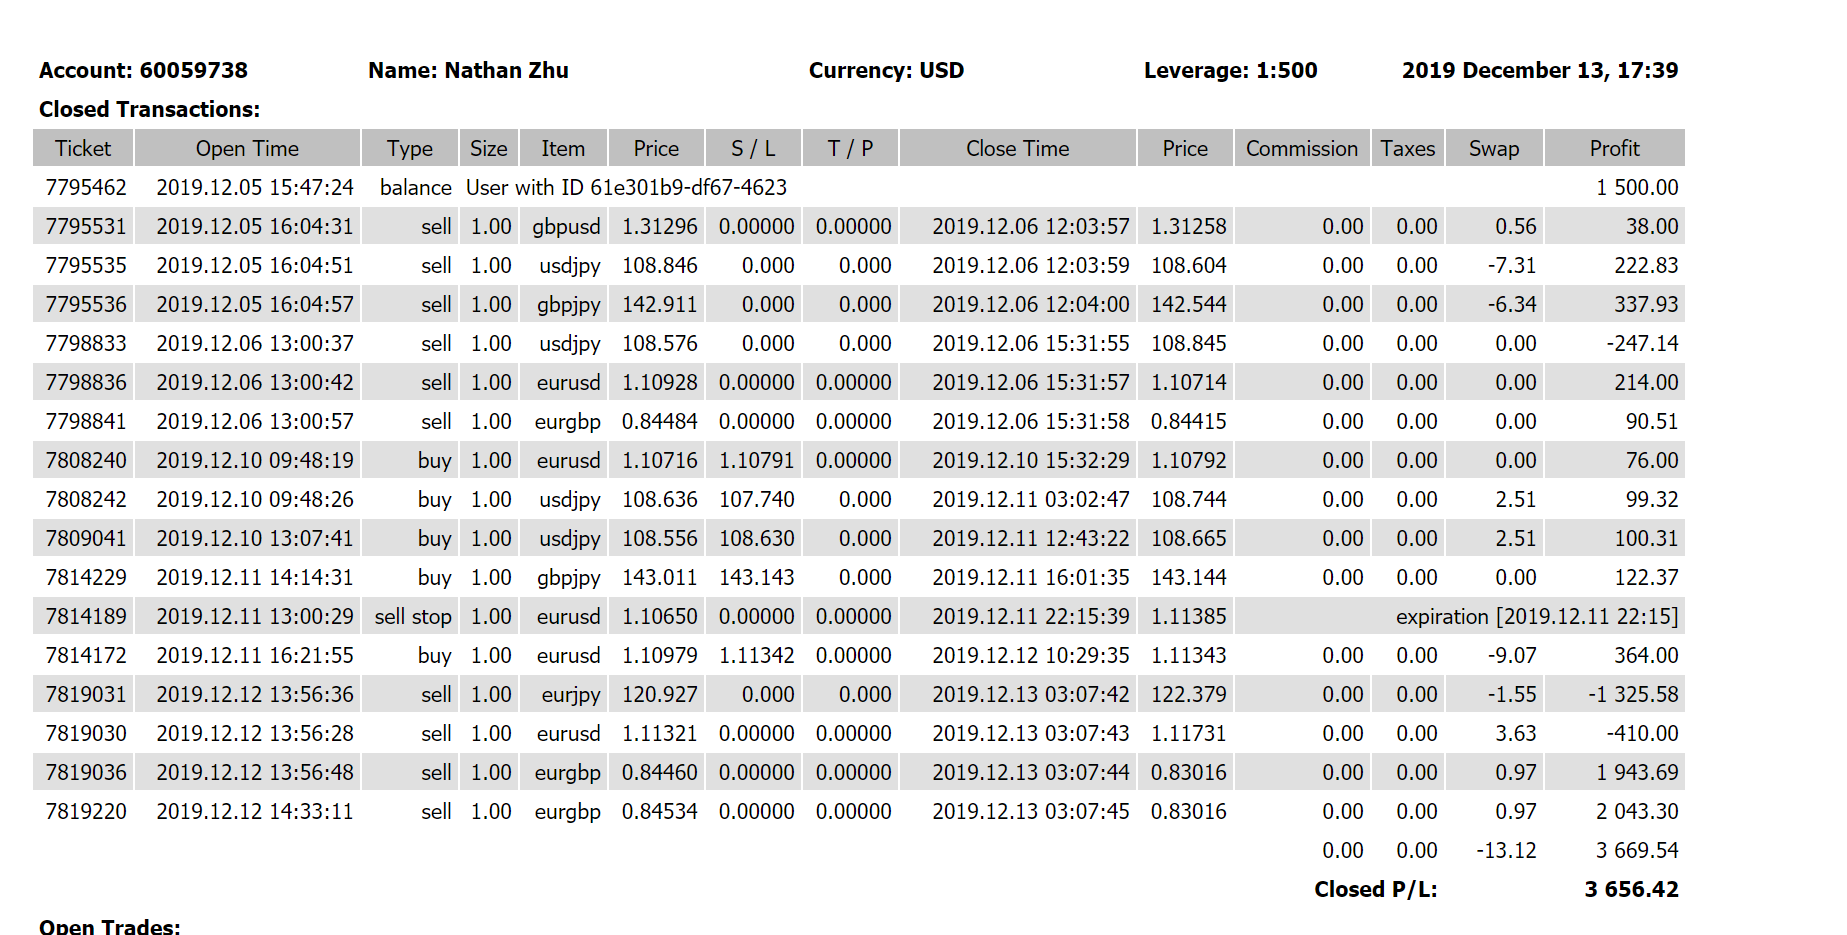 Account: 60059738 Name: Nathan Zhu Currency: USD Leverage: 1:500 2019 December 13, 17:39
Closed Transactions:
Ticket Open Time Type Size Item Price S / L T / P Close Time Price Commission Taxes Swap Profit
7795462 2019.12.05 15:47:24 balance User with ID 61e301b9-df67-4623 1 500.00
7795531 2019.12.05 16:04:31 sell 1.00 gbpusd 1.31296 0.00000 0.00000 2019.12.06 12:03:57 1.31258 0.00 0.00 0.56 38.00
7795535 2019.12.05 16:04:51 sell 1.00 usdjpy 108.846 0.000 0.000 2019.12.06 12:03:59 108.604 0.00 0.00 -7.31 222.83
7795536 2019.12.05 16:04:57 sell 1.00 gbpjpy 142.911 0.000 0.000 2019.12.06 12:04:00 142.544 0.00 0.00 -6.34 337.93
7798833 2019.12.06 13:00:37 sell 1.00 usdjpy 108.576 0.000 0.000 2019.12.06 15:31:55 108.845 0.00 0.00 0.00 -247.14
7798836 2019.12.06 13:00:42 sell 1.00 eurusd 1.10928 0.00000 0.00000 2019.12.06 15:31:57 1.10714 0.00 0.00 0.00 214.00
7798841 2019.12.06 13:00:57 sell 1.00 eurgbp 0.84484 0.00000 0.00000 2019.12.06 15:31:58 0.84415 0.00 0.00 0.00 90.51
7808240 2019.12.10 09:48:19 buy 1.00 eurusd 1.10716 1.10791 0.00000 2019.12.10 15:32:29 1.10792 0.00 0.00 0.00 76.00
7808242 2019.12.10 09:48:26 buy 1.00 usdjpy 108.636 107.740 0.000 2019.12.11 03:02:47 108.744 0.00 0.00 2.51 99.32
7809041 2019.12.10 13:07:41 buy 1.00 usdjpy 108.556 108.630 0.000 2019.12.11 12:43:22 108.665 0.00 0.00 2.51 100.31
7814229 2019.12.11 14:14:31 buy 1.00 gbpjpy 143.011 143.143 0.000 2019.12.11 16:01:35 143.144 0.00 0.00 0.00 122.37
7814189 2019.12.11 13:00:29 sell stop 1.00 eurusd 1.10650 0.00000 0.00000 2019.12.11 22:15:39 1.11385 expiration [2019.12.11 22:15]
7814172 2019.12.11 16:21:55 buy 1.00 eurusd 1.10979 1.11342 0.00000 2019.12.12 10:29:35 1.11343 0.00 0.00 -9.07 364.00
7819031 2019.12.12 13:56:36 sell 1.00 eurjpy 120.927 0.000 0.000 2019.12.13 03:07:42 122.379 0.00 0.00 -1.55 -1 325.58
7819030 2019.12.12 13:56:28 sell 1.00 eurusd 1.11321 0.00000 0.00000 2019.12.13 03:07:43 1.11731 0.00 0.00 3.63 -410.00
7819036 2019.12.12 13:56:48 sell 1.00 eurgbp 0.84460 0.00000 0.00000 2019.12.13 03:07:44 0.83016 0.00 0.00 0.97 1 943.69
7819220 2019.12.12 14:33:11 sell 1.00 eurgbp 0.84534 0.00000 0.00000 2019.12.13 03:07:45 0.83016 0.00 0.00 0.97 2 043.30
0.00 0.00 -13.12 3 669.54
Closed P/L: 3 656.42
Open Trades: